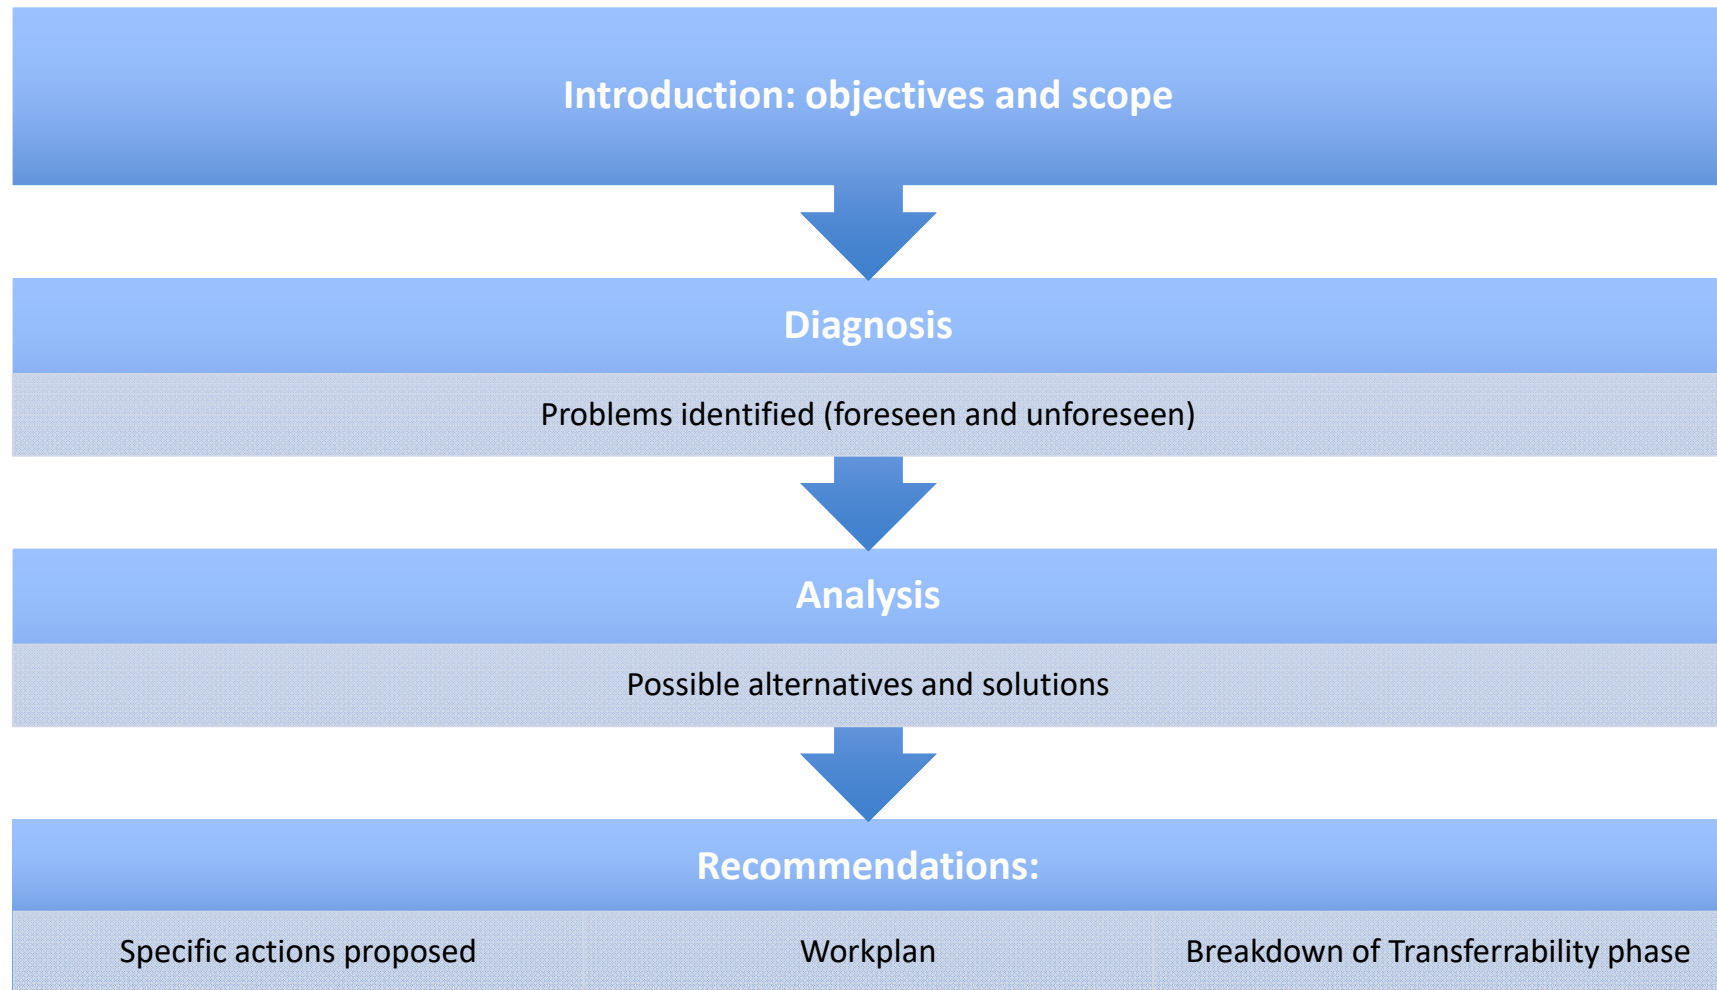 Introduction: objectives and scope
Diagnosis
Problems identified (foreseen and unforeseen)
Analysis
Possible alternatives and solutions
Recommendations:
Specific actions proposed
Workplan
Breakdown of Transferrability phase